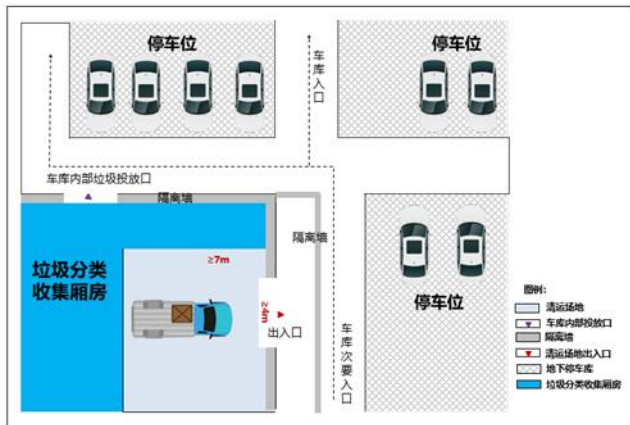 停车位
车库入口
停车位
车库内部垃圾投放口
隔离墙
隔离墙
垃圾分类
收集厢房
≥7m
≥4m
出入口
车库次要入口
停车位
图例：
清运场地
车库内部投放口
隔离墙
清运场地出入口
地下停车库
垃圾分类收集厢房